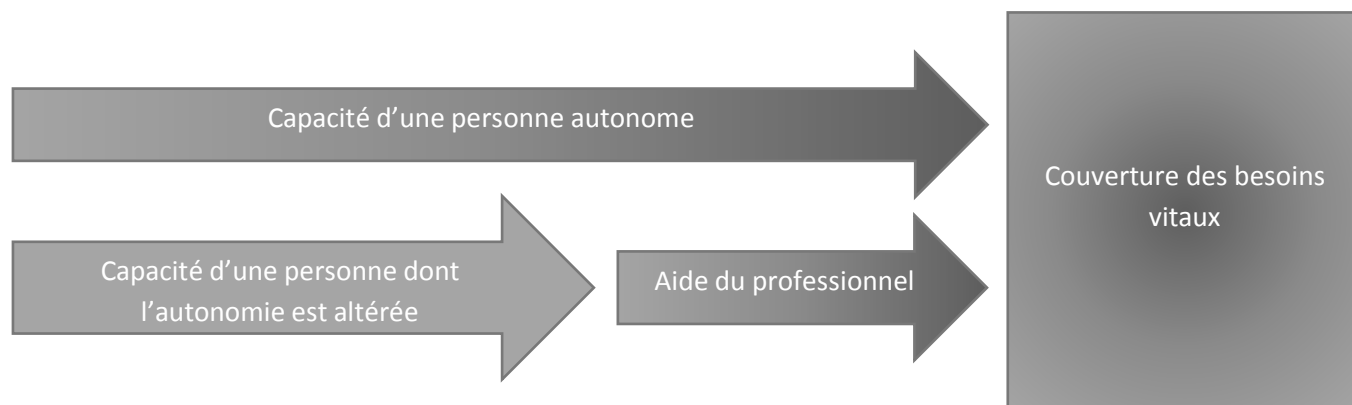 Capacité d’une personne autonome
Couverture des besoins
vitaux
Capacité d’une personne dont
l’autonomie est altérée
Aide du professionnel